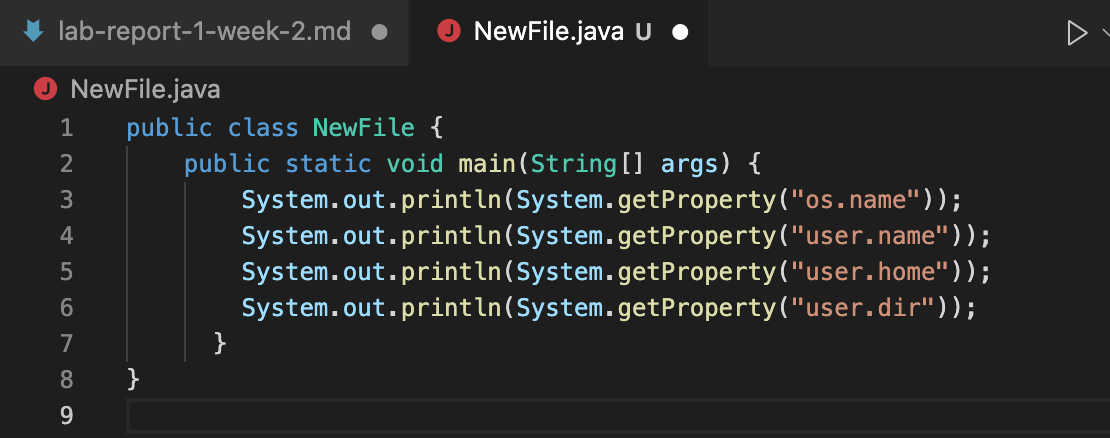 lab-report-1-week-2.md NewFile.java U
NewFile.java
1 public class NewFile {
2     public static void main(String[] args) {
3         System.out.println(System.getProperty("os.name"));
4         System.out.println(System.getProperty("user.name"));
5         System.out.println(System.getProperty("user.home"));
6         System.out.println(System.getProperty("user.dir"));
7       }
8 }
9